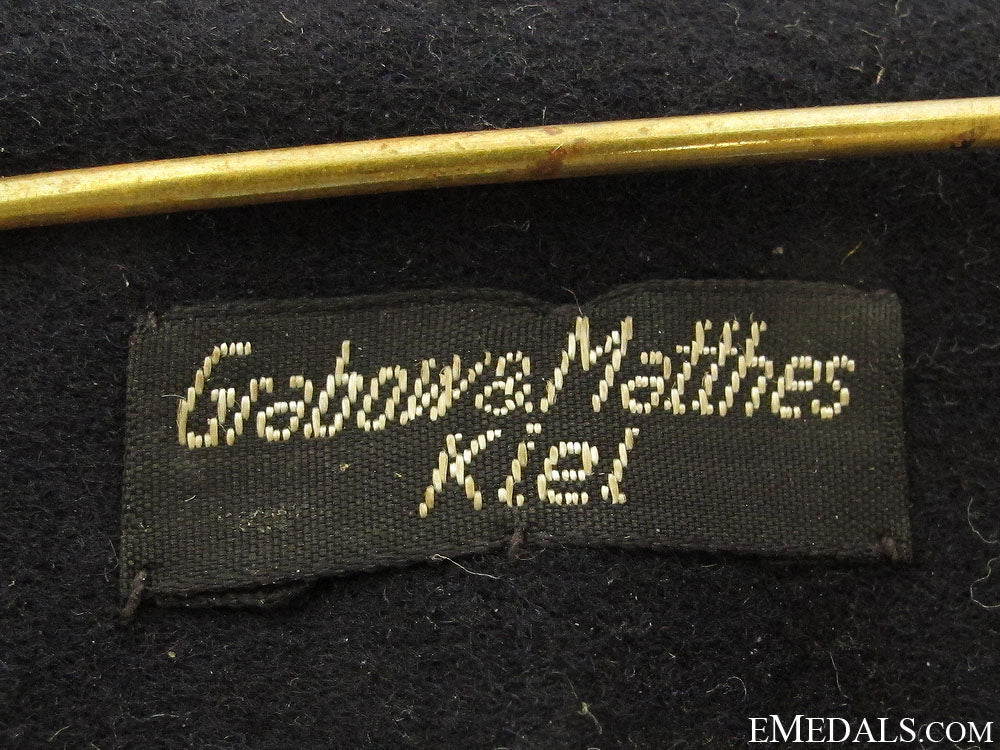 Grabow & Matthes
Kiel
EMEDALS.COM